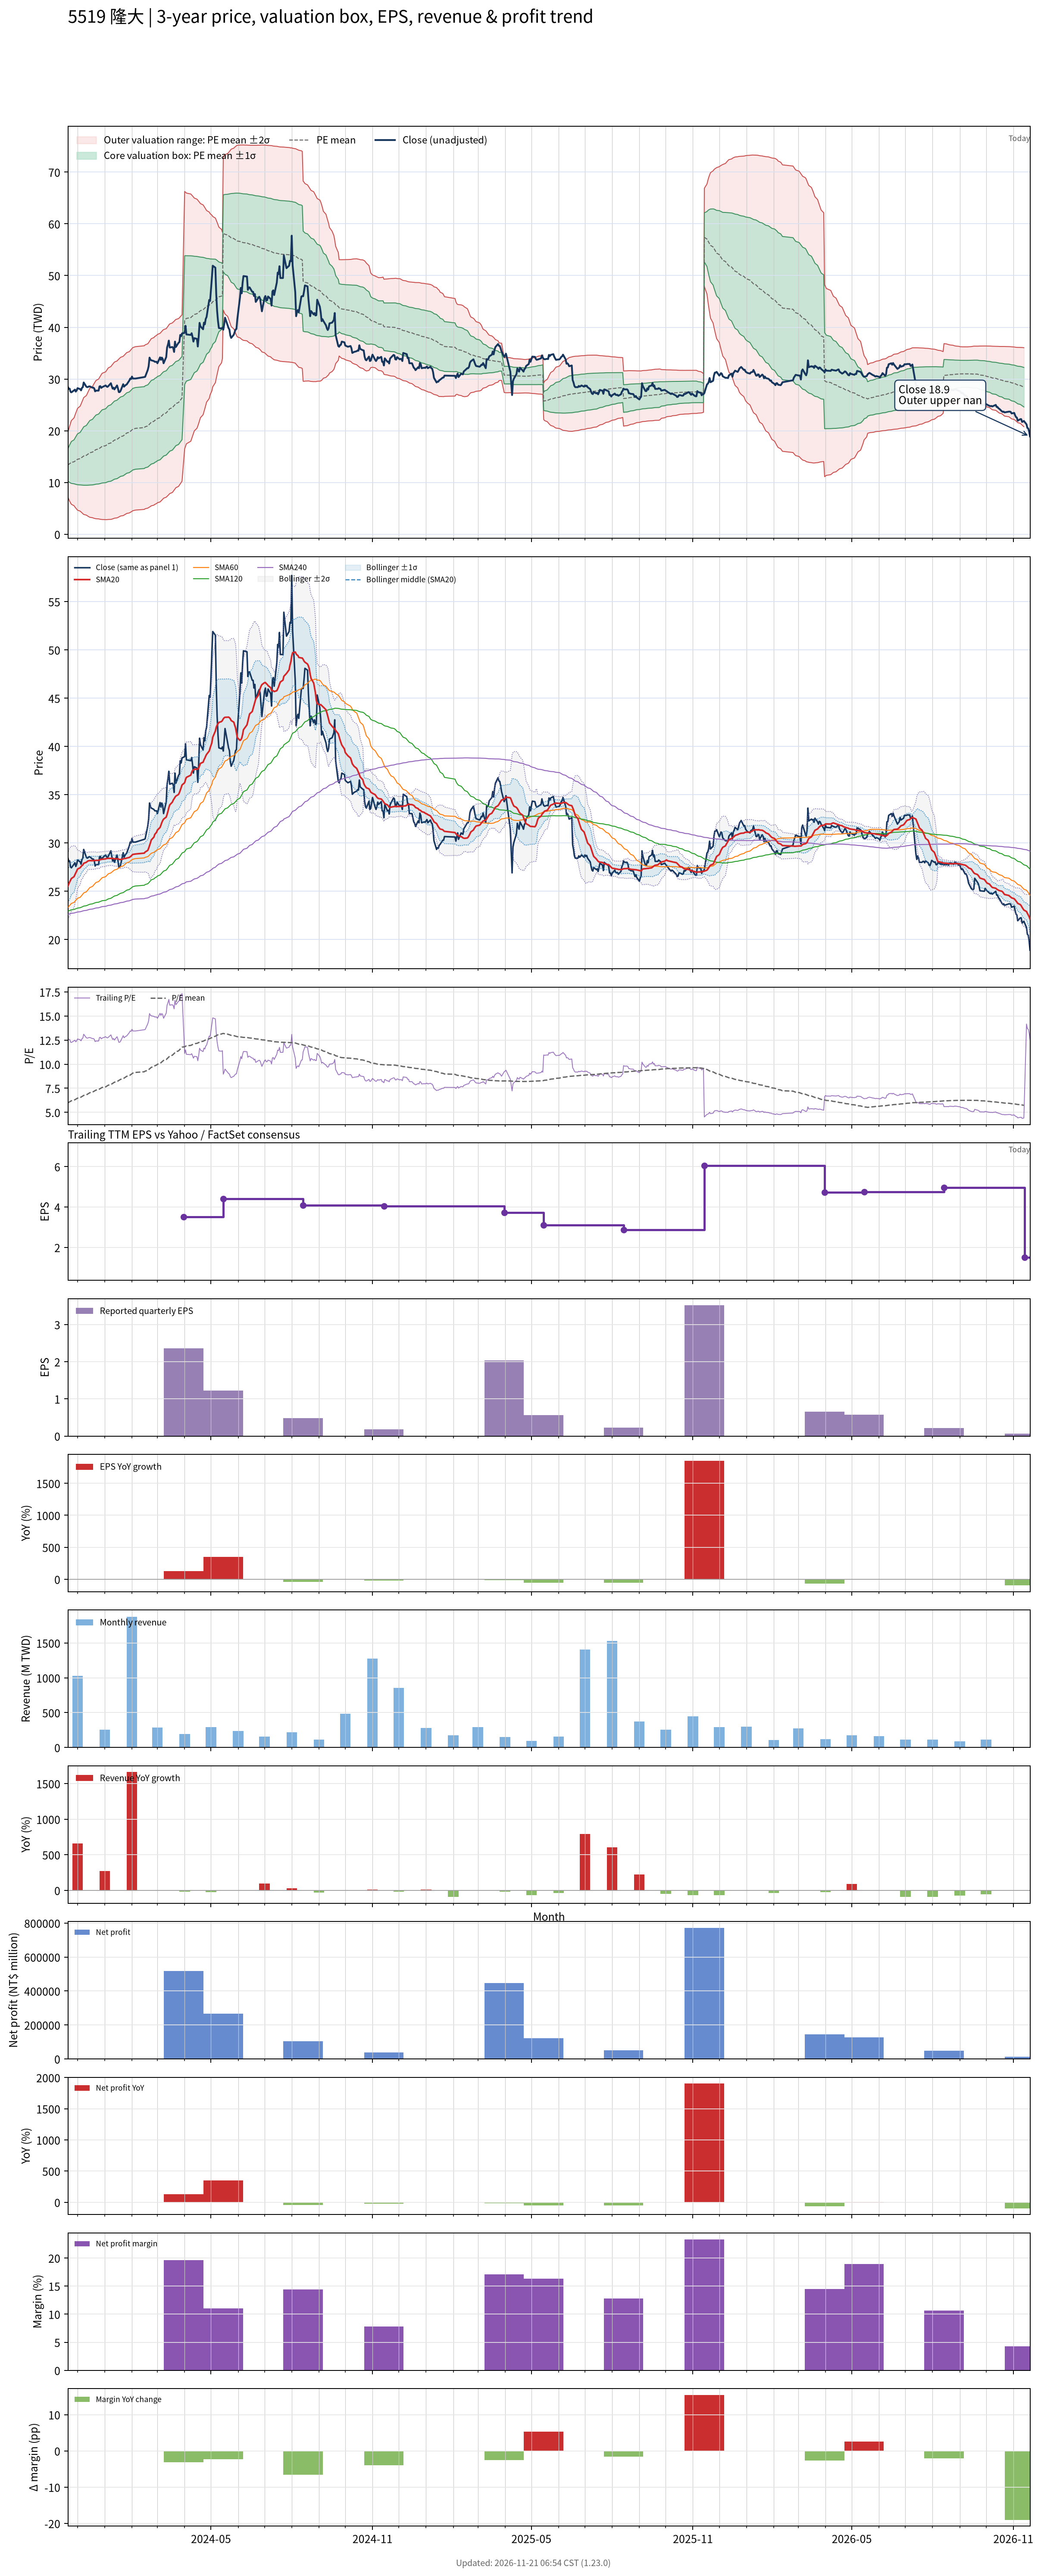 5519 隆大 | 3-year price, valuation box, EPS, revenue & profit trend
Outer valuation range: PE mean ±2σ
PE mean
Close (unadjusted)
Core valuation box: PE mean ±1σ
Today
Price (TWD)
70
60
50
40
30
20
10
0
Close 18.9
Outer upper nan
Close (same as panel 1)
SMA60
SMA240
Bollinger ±1σ
SMA20
SMA120
Bollinger ±2σ
Bollinger middle (SMA20)
Price
55
50
45
40
35
30
25
20
Trailing P/E
P/E mean
P/E
17.5
15.0
12.5
10.0
7.5
5.0
Trailing TTM EPS vs Yahoo / FactSet consensus
Today
EPS
6
4
2
Reported quarterly EPS
EPS
3
2
1
0
EPS YoY growth
YoY (%)
1500
1000
500
0
Monthly revenue
Revenue (M TWD)
1500
1000
500
0
Revenue YoY growth
YoY (%)
1500
1000
500
0
Month
Net profit
Net profit (NT$ million)
800000
600000
400000
200000
0
Net profit YoY
YoY (%)
2000
1500
1000
500
0
Net profit margin
Margin (%)
20
15
10
5
0
Margin YoY change
Δ margin (pp)
10
0
-10
-20
2024-05
2024-11
2025-05
2025-11
2026-05
2026-11
Updated: 2026-11-21 06:54 CST (1.23.0)